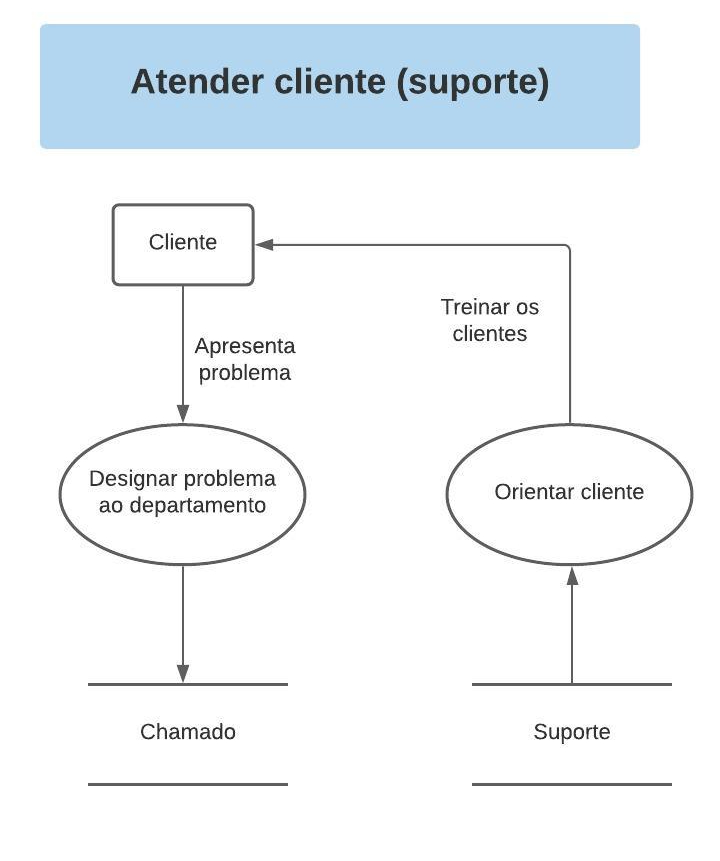 Atender cliente (suporte)
Cliente
Treinar os
clientes
Apresenta
problema
Designar problema
ao departamento
Orientar cliente
Chamado
Suporte